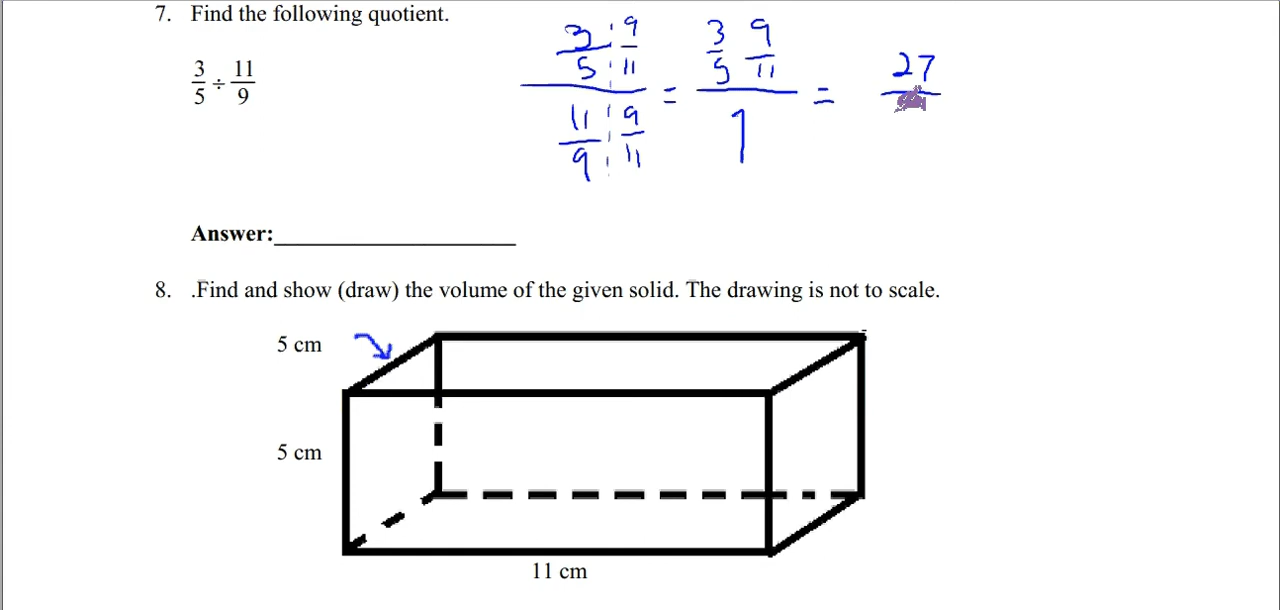 7. Find the following quotient.
3/5 ÷ 11/9
3/5 9/11 / 11/9 9/11 = 3/5 9/11 / 1 = 27
Answer:
8. .Find and show (draw) the volume of the given solid. The drawing is not to scale.
5 cm
5 cm
11 cm